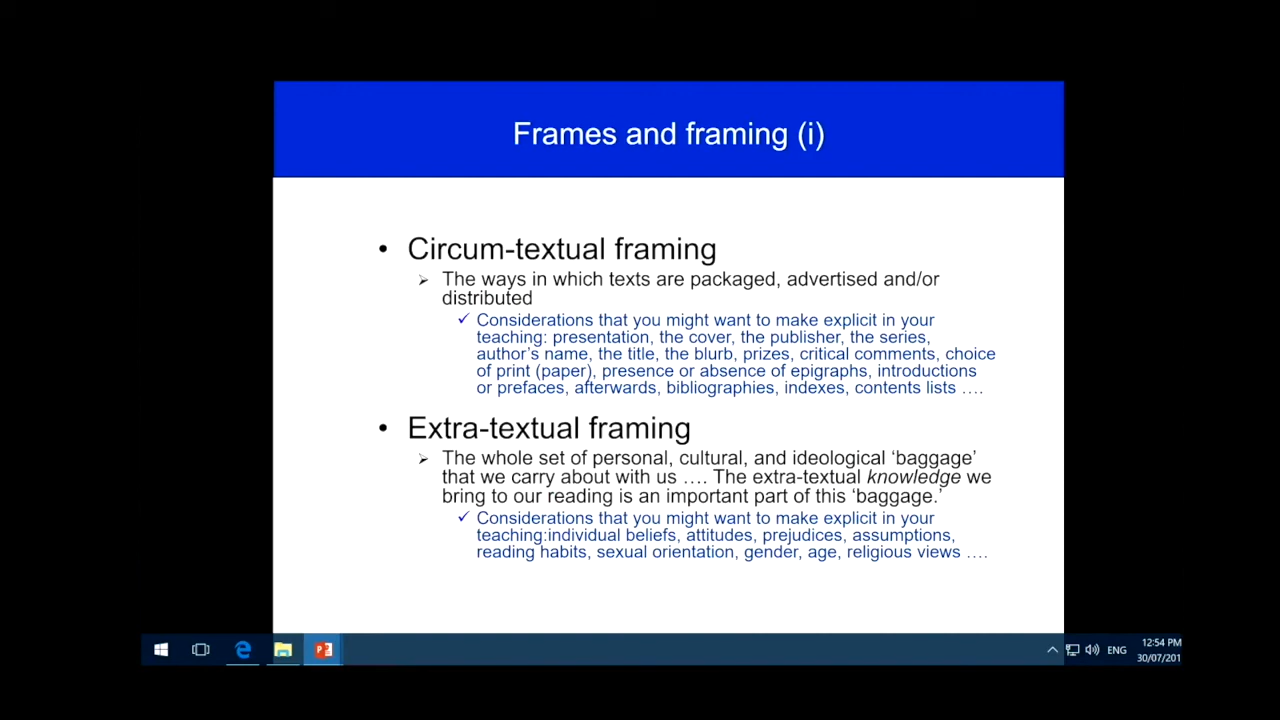 Frames and framing (i)
• Circum-textual framing
➢ The ways in which texts are packaged, advertised and/or
distributed
✓ Considerations that you might want to make explicit in your
teaching: presentation, the cover, the publisher, the series,
author's name, the title, the blurb, prizes, critical comments, choice
of print (paper), presence or absence of epigraphs, introductions
or prefaces, afterwards, bibliographies, indexes, contents lists ….
• Extra-textual framing
➢ The whole set of personal, cultural, and ideological ‘baggage’
that we carry about with us …. The extra-textual knowledge we
bring to our reading is an important part of this ‘baggage.’
✓ Considerations that you might want to make explicit in your
teaching:individual beliefs, attitudes, prejudices, assumptions,
reading habits, sexual orientation, gender, age, religious views ….
ENG
12:54 PM
30/07/201